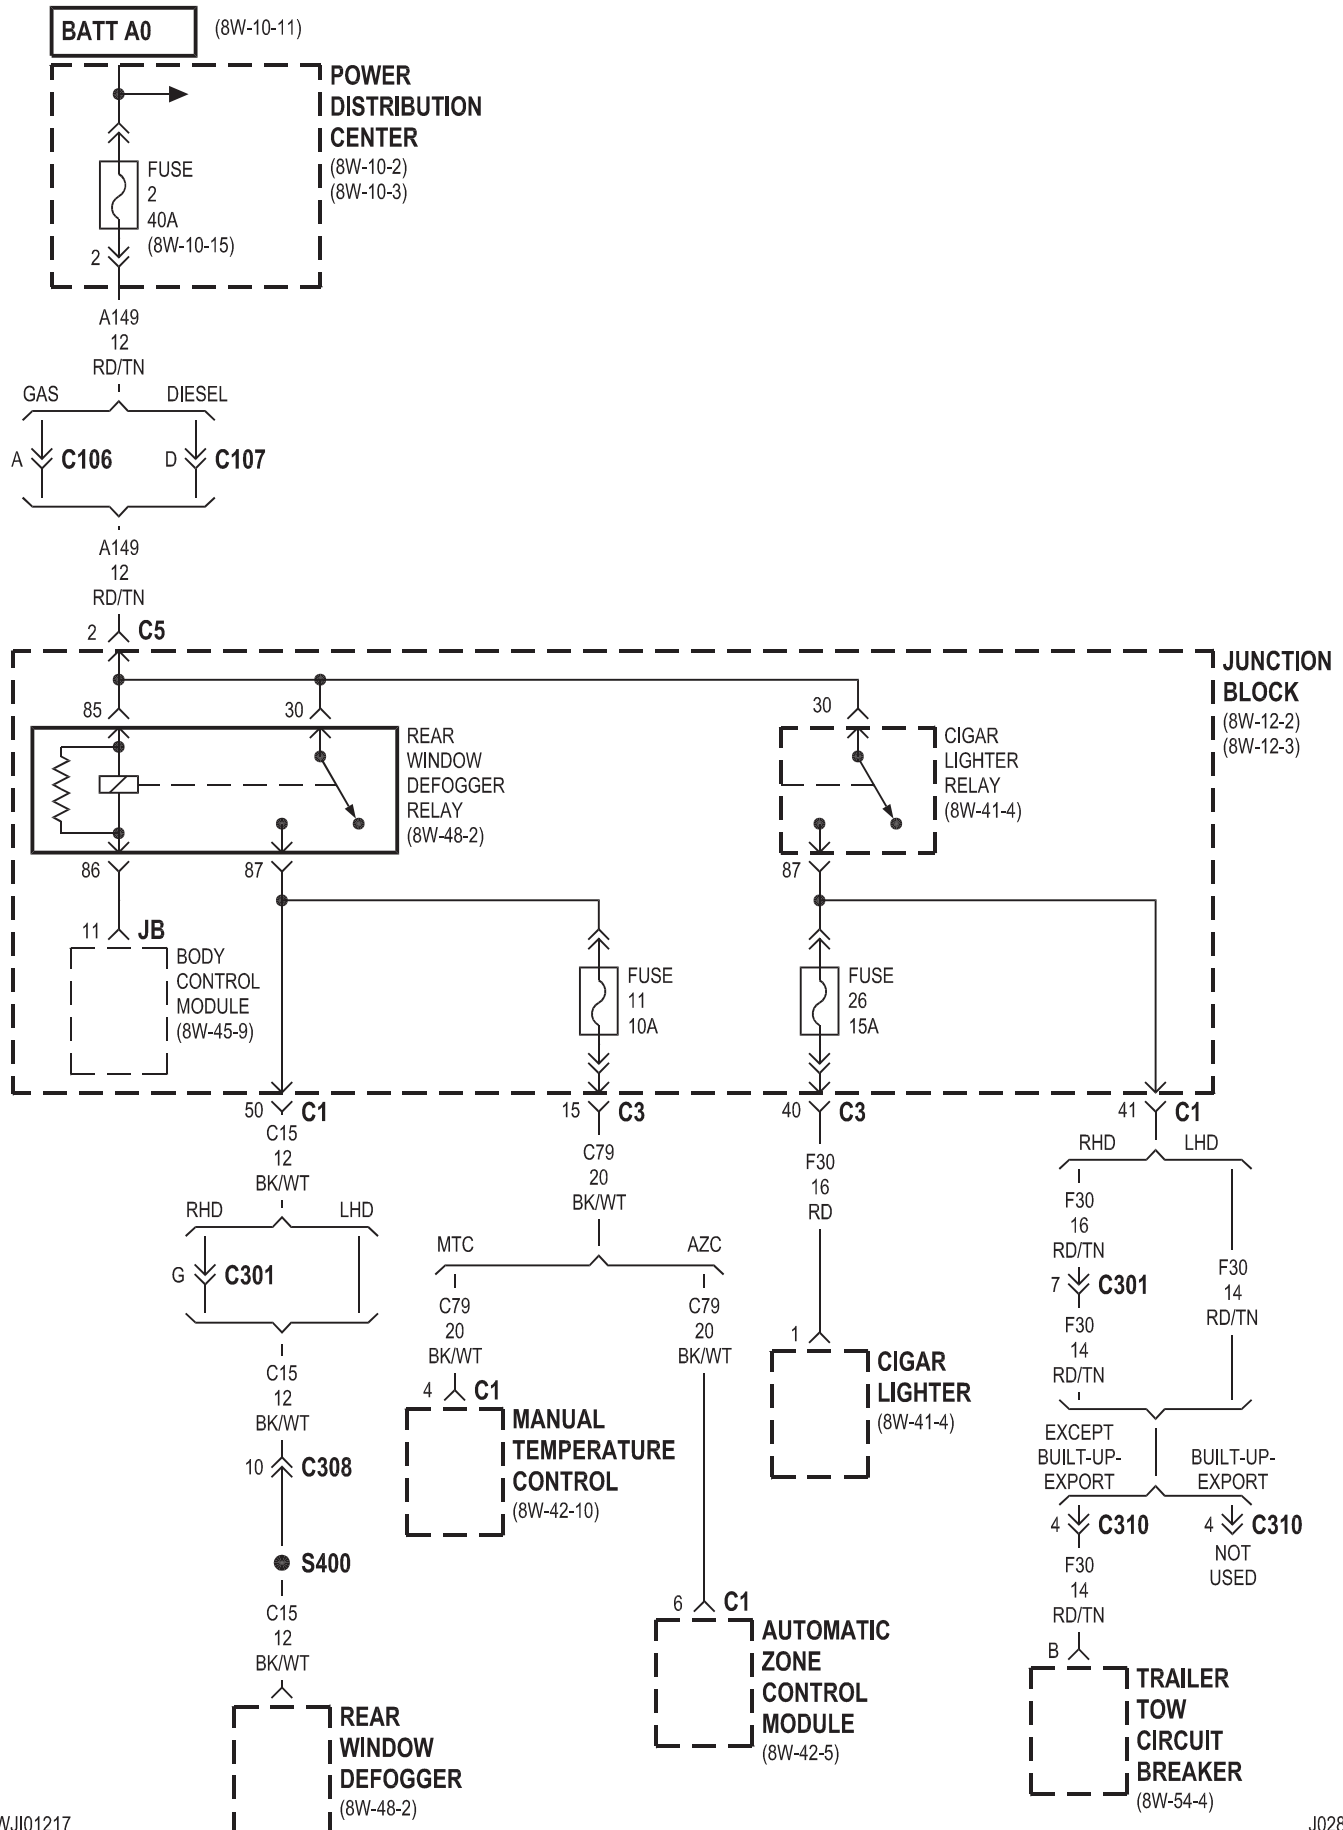 BATT A0
(8W-10-11)
POWER
DISTRIBUTION
CENTER
(8W-10-2)
(8W-10-3)
FUSE
2
40A
(8W-10-15)
2
A149
12
RD/TN
GAS
DIESEL
A
C106
D
C107
A149
12
RD/TN
2
C5
JUNCTION
BLOCK
(8W-12-2)
(8W-12-3)
85
30
30
REAR
WINDOW
DEFOGGER
RELAY
(8W-48-2)
CIGAR
LIGHTER
RELAY
(8W-41-4)
86
87
87
11
JB
BODY
CONTROL
MODULE
(8W-45-9)
FUSE
11
10A
FUSE
26
15A
50
C1
15
C3
40
C3
41
C1
C15
12
BK/WT
RHD
LHD
G
C301
C15
12
BK/WT
10
C308
S400
C15
12
BK/WT
REAR
WINDOW
DEFOGGER
(8W-48-2)
C79
20
BK/WT
MTC
AZC
C79
20
BK/WT
4
C1
MANUAL
TEMPERATURE
CONTROL
(8W-42-10)
C79
20
BK/WT
6
C1
AUTOMATIC
ZONE
CONTROL
MODULE
(8W-42-5)
F30
16
RD
1
CIGAR
LIGHTER
(8W-41-4)
RHD
LHD
F30
16
RD/TN
7
C301
F30
14
RD/TN
F30
14
RD/TN
EXCEPT
BUILT-UP-
EXPORT
BUILT-UP-
EXPORT
4
C310
4
C310
NOT
USED
F30
14
RD/TN
B
TRAILER
TOW
CIRCUIT
BREAKER
(8W-54-4)
WJI01217
J028